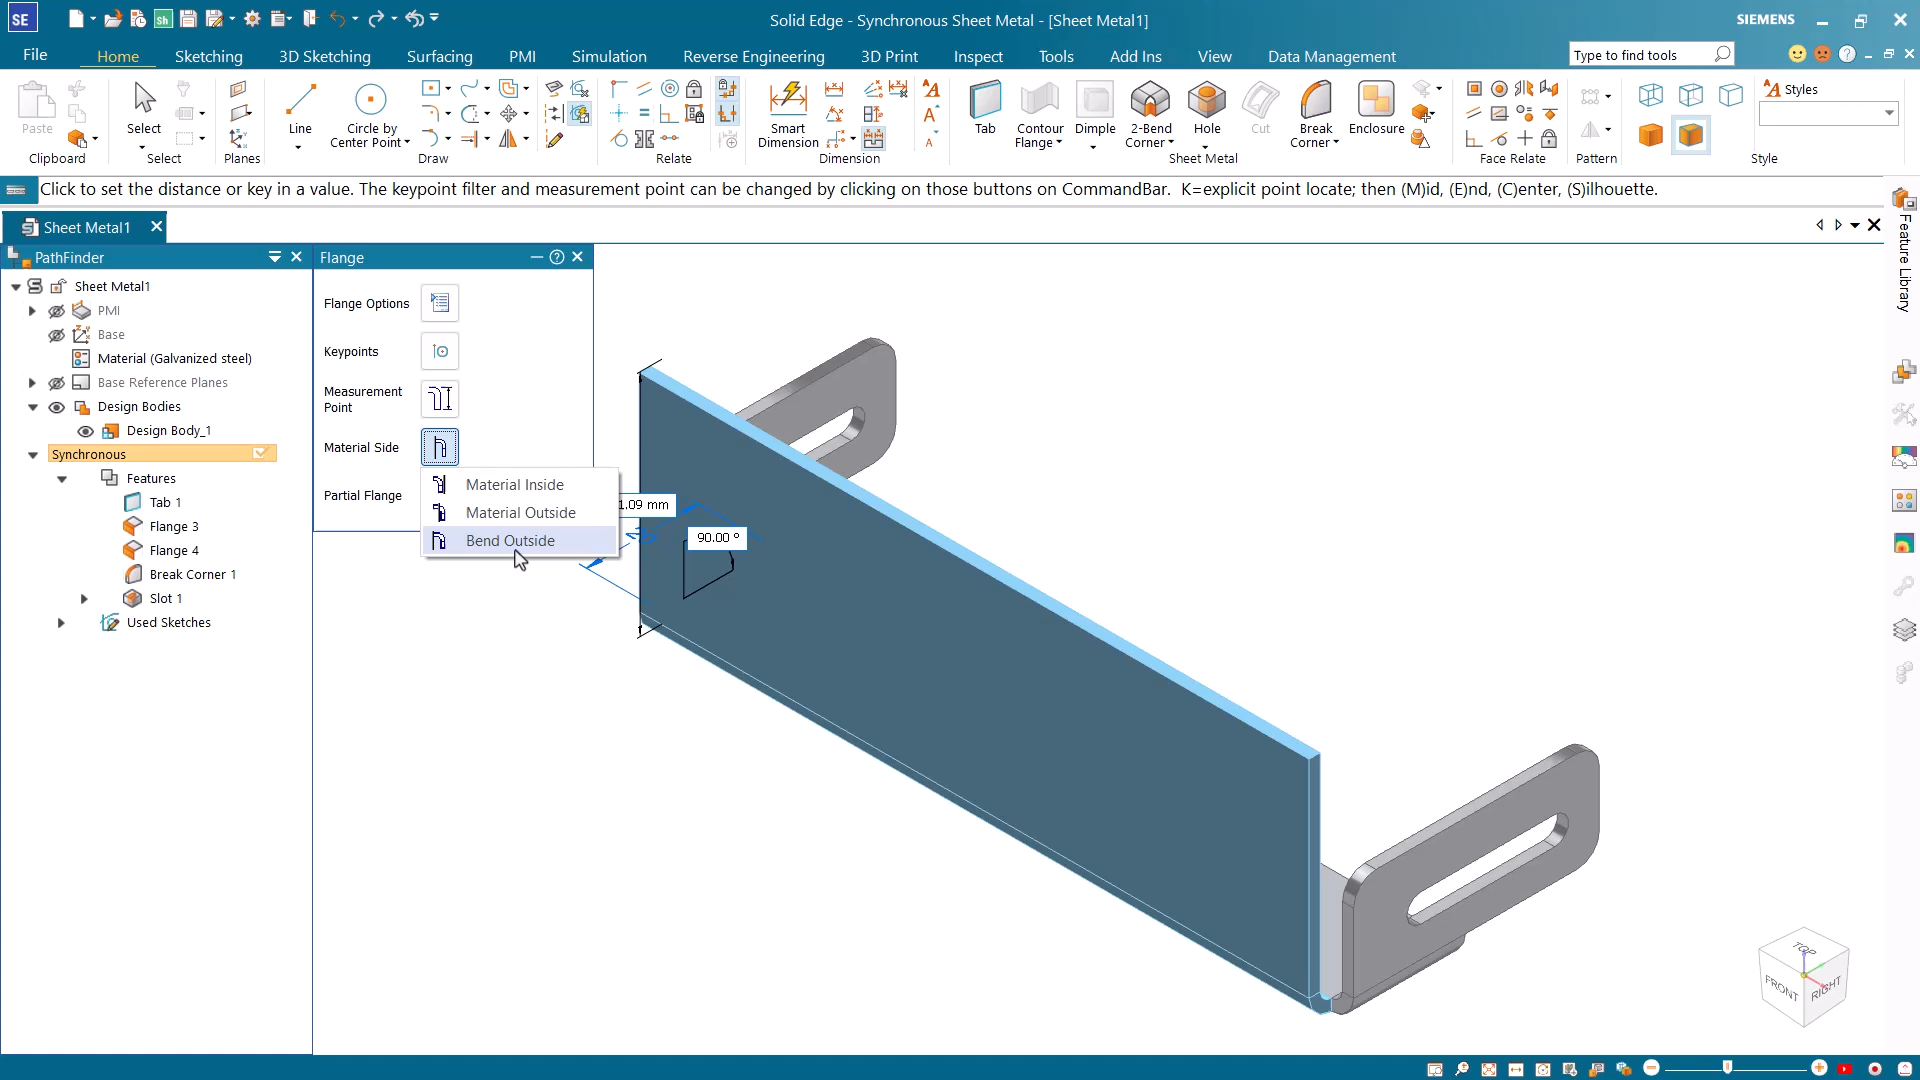 SE
Sh
Solid Edge - Synchronous Sheet Metal - [Sheet Metal1]
SIEMENS
File
Home
Sketching
3D Sketching
Surfacing
PMI
Simulation
Reverse Engineering
3D Print
Inspect
Tools
Add Ins
View
Data Management
Type to find tools
Paste
Clipboard
Select
Select
Planes
Line
Circle by
Center Point
Draw
Relate
Smart
Dimension
Dimension
Tab
Contour
Flange
Dimple
2-Bend
Corner
Hole
Cut
Break
Corner
Enclosure
Sheet Metal
Face Relate
Pattern
Styles
Style
Click to set the distance or key in a value. The keypoint filter and measurement point can be changed by clicking on those buttons on CommandBar. K=explicit point locate; then (M)id, (E)nd, (C)enter, (S)ilhouette.
Sheet Metal1
PathFinder
Sheet Metal1
PMI
Base
Material (Galvanized steel)
Base Reference Planes
Design Bodies
Design Body_1
Synchronous
Features
Tab 1
Flange 3
Flange 4
Break Corner 1
Slot 1
Used Sketches
Flange
Flange Options
Keypoints
Measurement
Point
Material Side
Partial Flange
Material Inside
Material Outside
Bend Outside
1.09 mm
90.00 °
Feature Library
TOP
FRONT
RIGHT